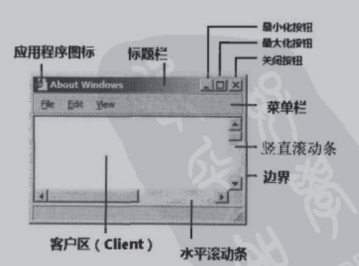 最小化按钮
最大化按钮
关闭按钮
应用程序图标
标题栏
About Windows
File Edit View
菜单栏
竖直滚动条
边界
客户区（Client）
水平滚动条